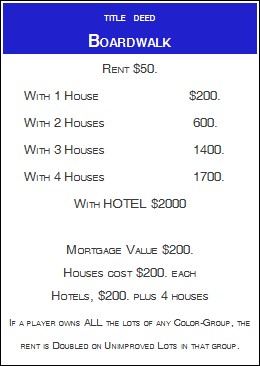 TITLE DEED
BOARDWALK
RENT $50.
WITH 1 HOUSE $200.
WITH 2 HOUSES 600.
WITH 3 HOUSES 1400.
WITH 4 HOUSES 1700.
WITH HOTEL $2000
MORTGAGE VALUE $200.
HOUSES COST $200. EACH
HOTELS, $200. PLUS 4 HOUSES
IF A PLAYER OWNS ALL THE LOTS OF ANY COLOR-GROUP, THE
RENT IS DOUBLED ON UNIMPROVED LOTS IN THAT GROUP.